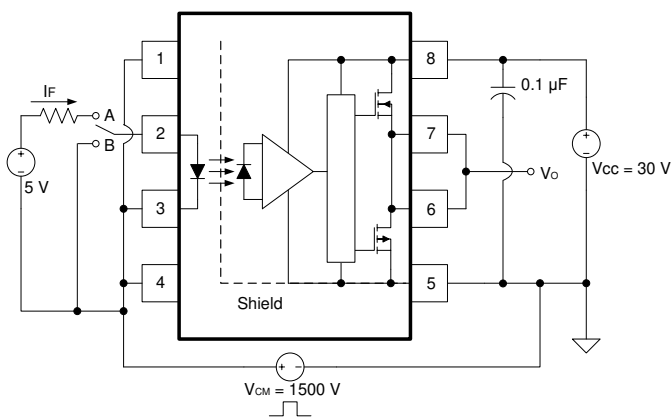 1
8
IF
A
0.1 µF
B
2
7
+
−
5 V
+
−
Vcc = 30 V
Vo
3
6
4
5
Shield
+ −
VCM = 1500 V